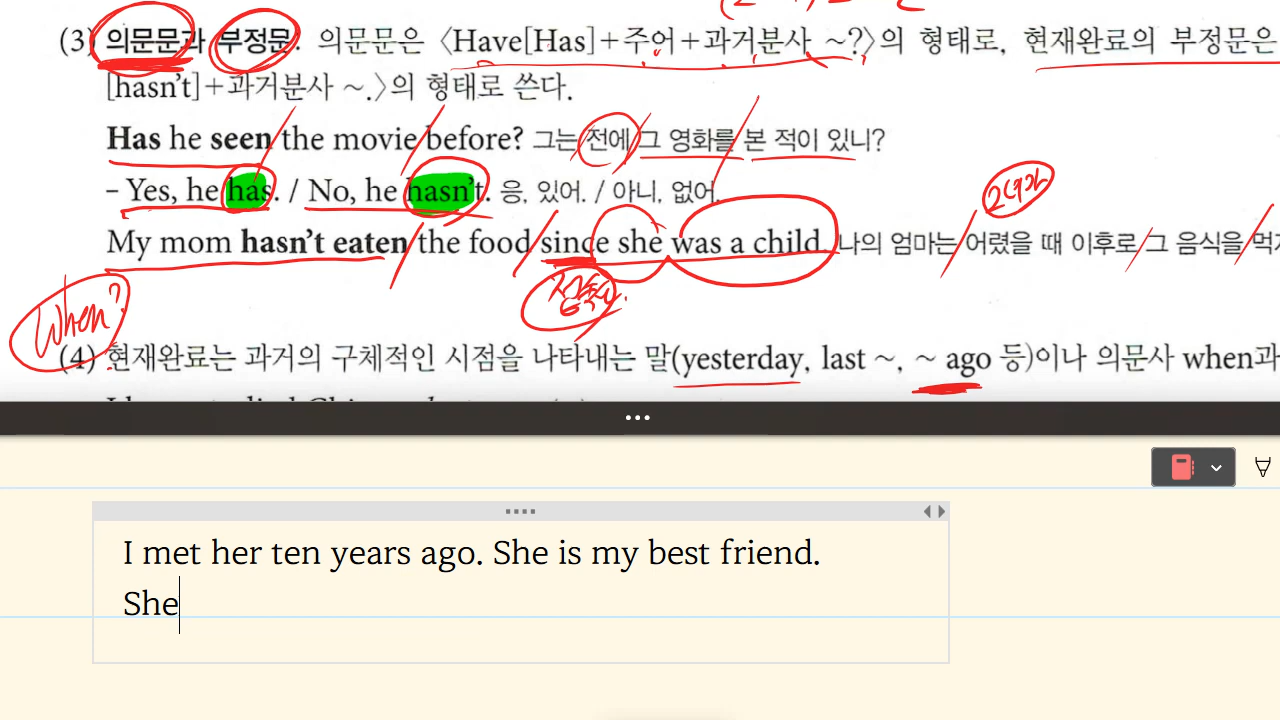 (3) 의문문과 부정문: 의문문은 〈Have[Has]+주어+과거분사 ~?〉의 형태로, 현재완료의 부정문은
[hasn't]+과거분사 ~.〉의 형태로 쓴다.
Has he seen the movie before? 그는 전에 그 영화를 본 적이 있니?
– Yes, he has. / No, he hasn't. 응, 있어. / 아니, 없어.
My mom hasn't eaten the food since she was a child. 나의 엄마는 어렸을 때 이후로 그 음식을 먹지
접속사
When?
(4) 현재완료는 과거의 구체적인 시점을 나타내는 말(yesterday, last ~, ~ ago 등)이나 의문사 when과
I met her ten years ago. She is my best friend.
She